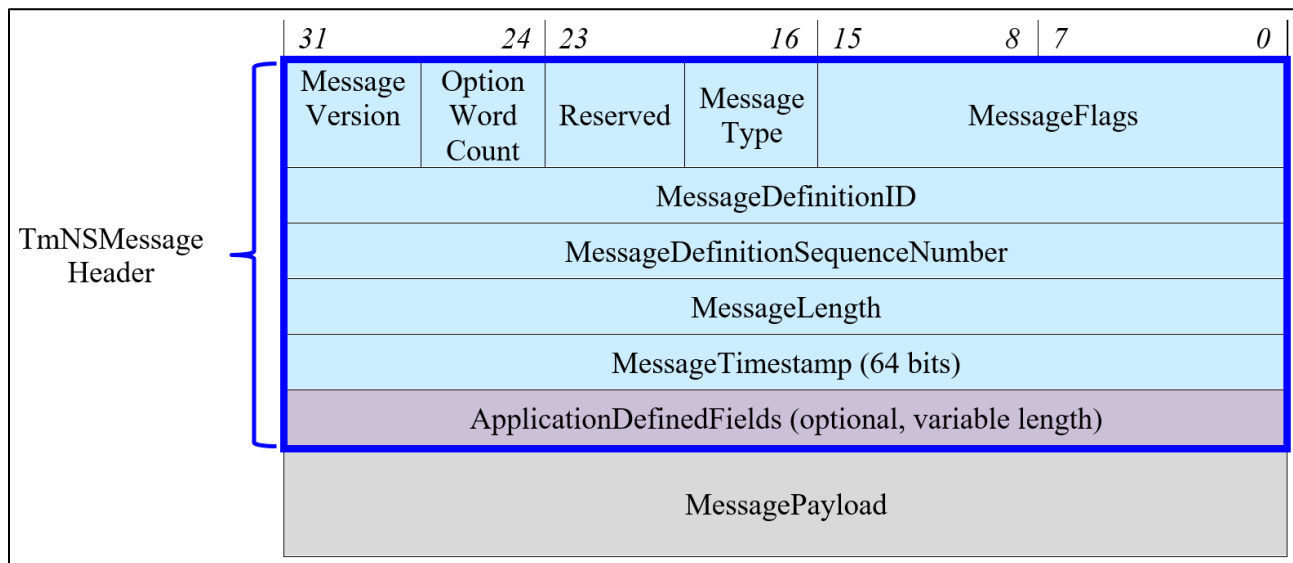 31 24 23 16 15 8 7 0
Message Version
Option Word Count
Reserved
Message Type
MessageFlags
MessageDefinitionID
MessageDefinitionSequenceNumber
MessageLength
MessageTimestamp (64 bits)
ApplicationDefinedFields (optional, variable length)
TmNSMessage
Header
MessagePayload